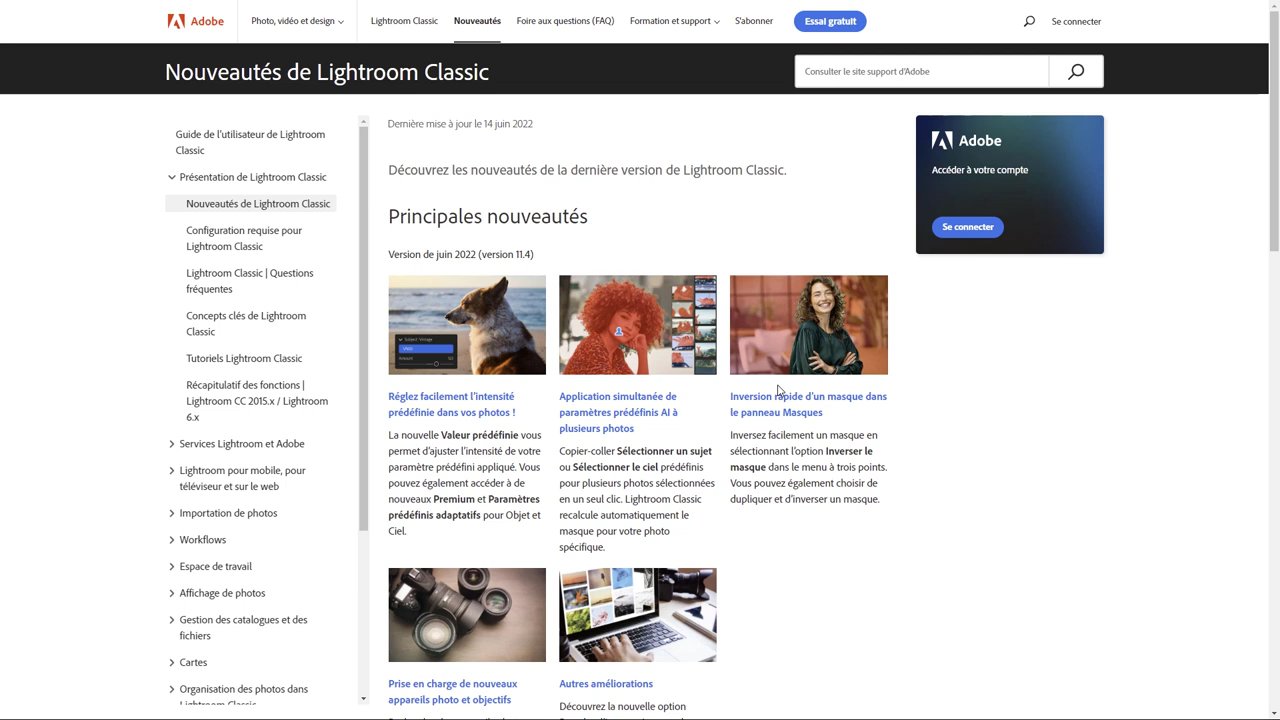 Adobe
Photo, vidéo et design
Lightroom Classic
Nouveautés
Foire aux questions (FAQ)
Formation et support
S'abonner
Essai gratuit
Se connecter
Nouveautés de Lightroom Classic
Consulter le site support d'Adobe
Guide de l'utilisateur de Lightroom
Classic
Présentation de Lightroom Classic
Nouveautés de Lightroom Classic
Configuration requise pour
Lightroom Classic
Lightroom Classic | Questions
fréquentes
Concepts clés de Lightroom
Classic
Tutoriels Lightroom Classic
Récapitulatif des fonctions |
Lightroom CC 2015.x / Lightroom
6.x
Services Lightroom et Adobe
Lightroom pour mobile, pour
téléviseur et sur le web
Importation de photos
Workflows
Espace de travail
Affichage de photos
Gestion des catalogues et des
fichiers
Cartes
Organisation des photos dans
Lightroom Classic
Dernière mise à jour le 14 juin 2022
Découvrez les nouveautés de la dernière version de Lightroom Classic.
Principales nouveautés
Version de juin 2022 (version 11.4)
Réglez facilement l'intensité
prédéfinie dans vos photos !
La nouvelle Valeur prédéfinie vous
permet d'ajuster l'intensité de votre
paramètre prédéfini appliqué. Vous
pouvez également accéder à de
nouveaux Premium et Paramètres
prédéfinis adaptatifs pour Objet et
Ciel.
Application simultanée de
paramètres prédéfinis AI à
plusieurs photos
Copier-coller Sélectionner un sujet
ou Sélectionner le ciel prédéfinis
pour plusieurs photos sélectionnées
en un seul clic. Lightroom Classic
recalcule automatiquement le
masque pour votre photo
spécifique.
Inversion rapide d'un masque dans
le panneau Masques
Inversez facilement un masque en
sélectionnant l'option Inverser le
masque dans le menu à trois points.
Vous pouvez également choisir de
dupliquer et d'inverser un masque.
Prise en charge de nouveaux
appareils photo et objectifs
Autres améliorations
Découvrez la nouvelle option
Adobe
Accéder à votre compte
Se connecter